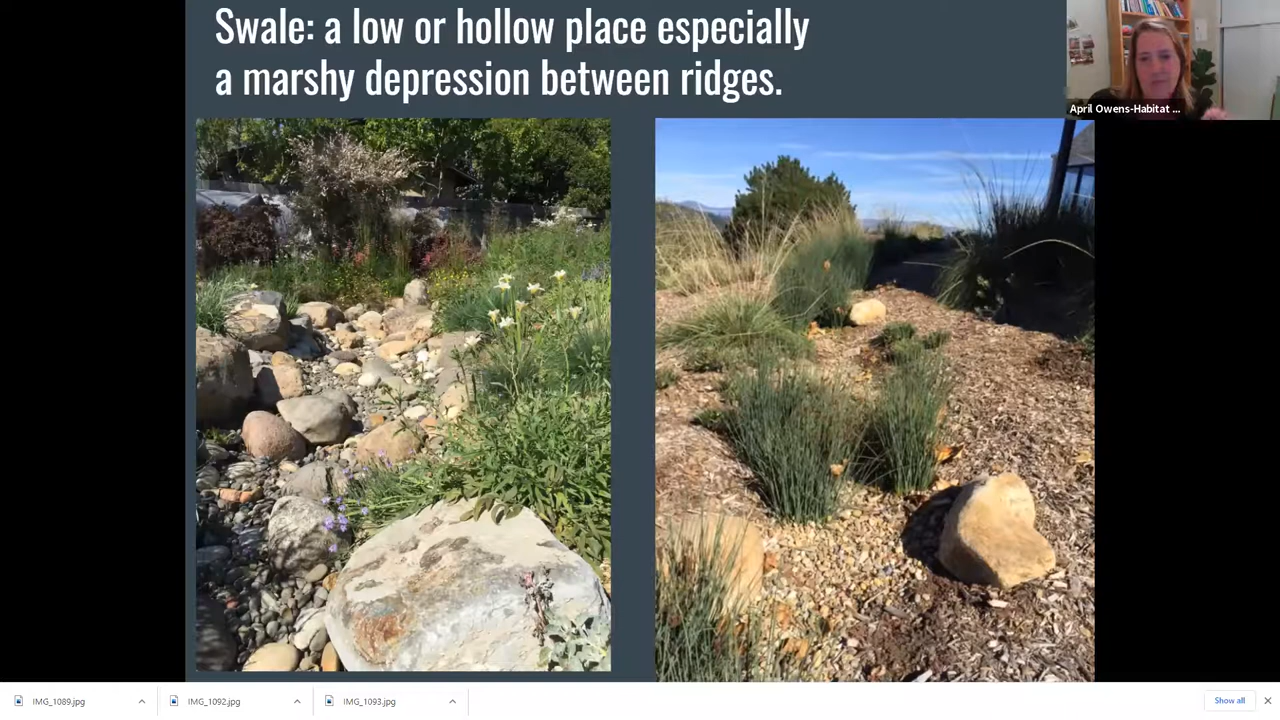 Swale: a low or hollow place especially
a marshy depression between ridges.
April Owens-Habitat ...
IMG_1089.jpg
IMG_1092.jpg
IMG_1093.jpg
Show all